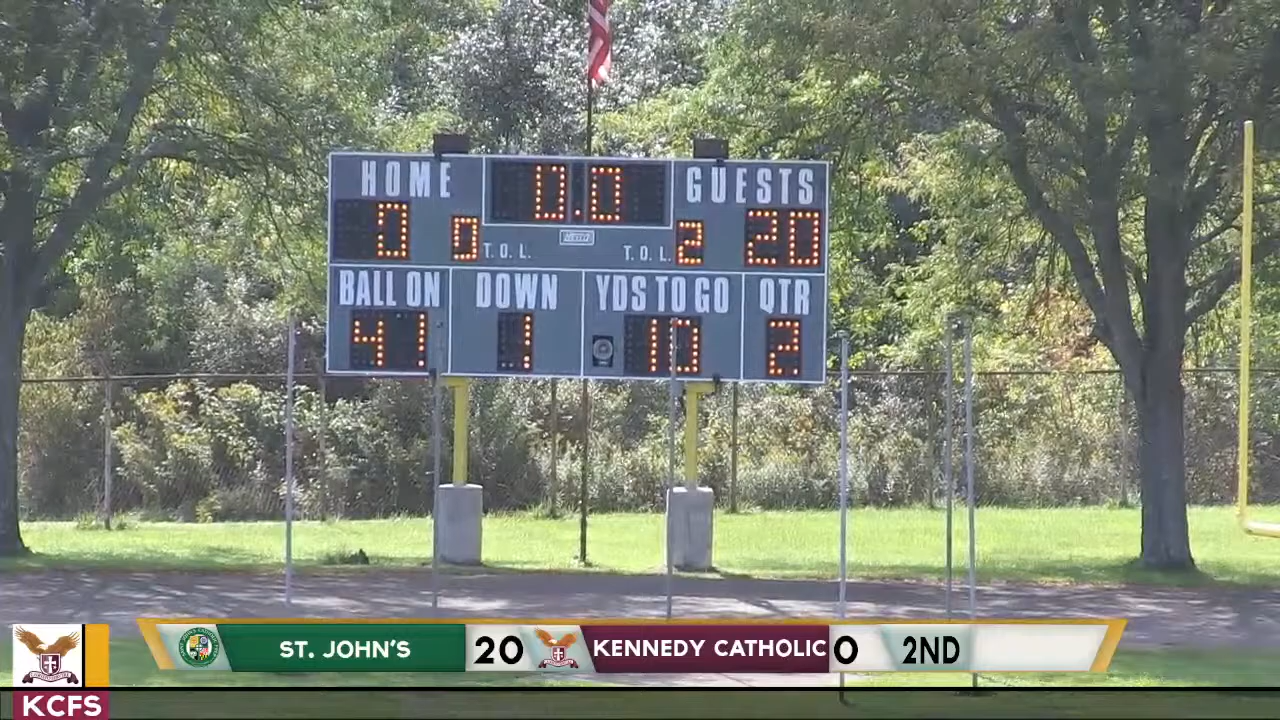 HOME 0.0 GUESTS
0 0 T.O.L. T.O.L. 2 20
BALL ON DOWN YDS TO GO QTR
41 1 10 2
ST. JOHN'S 20 KENNEDY CATHOLIC 0 2ND
KCFS